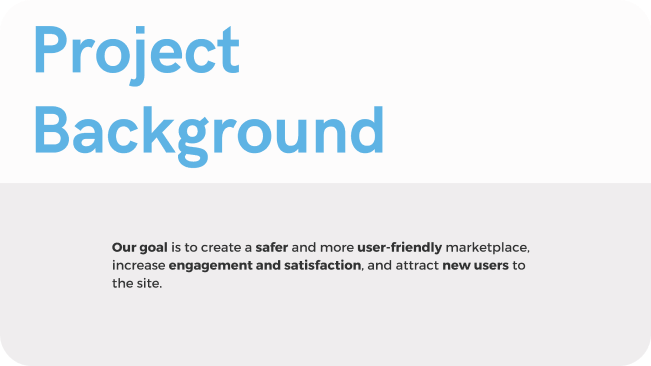 Project
Background
Our goal is to create a safer and more user-friendly marketplace,
increase engagement and satisfaction, and attract new users to
the site.